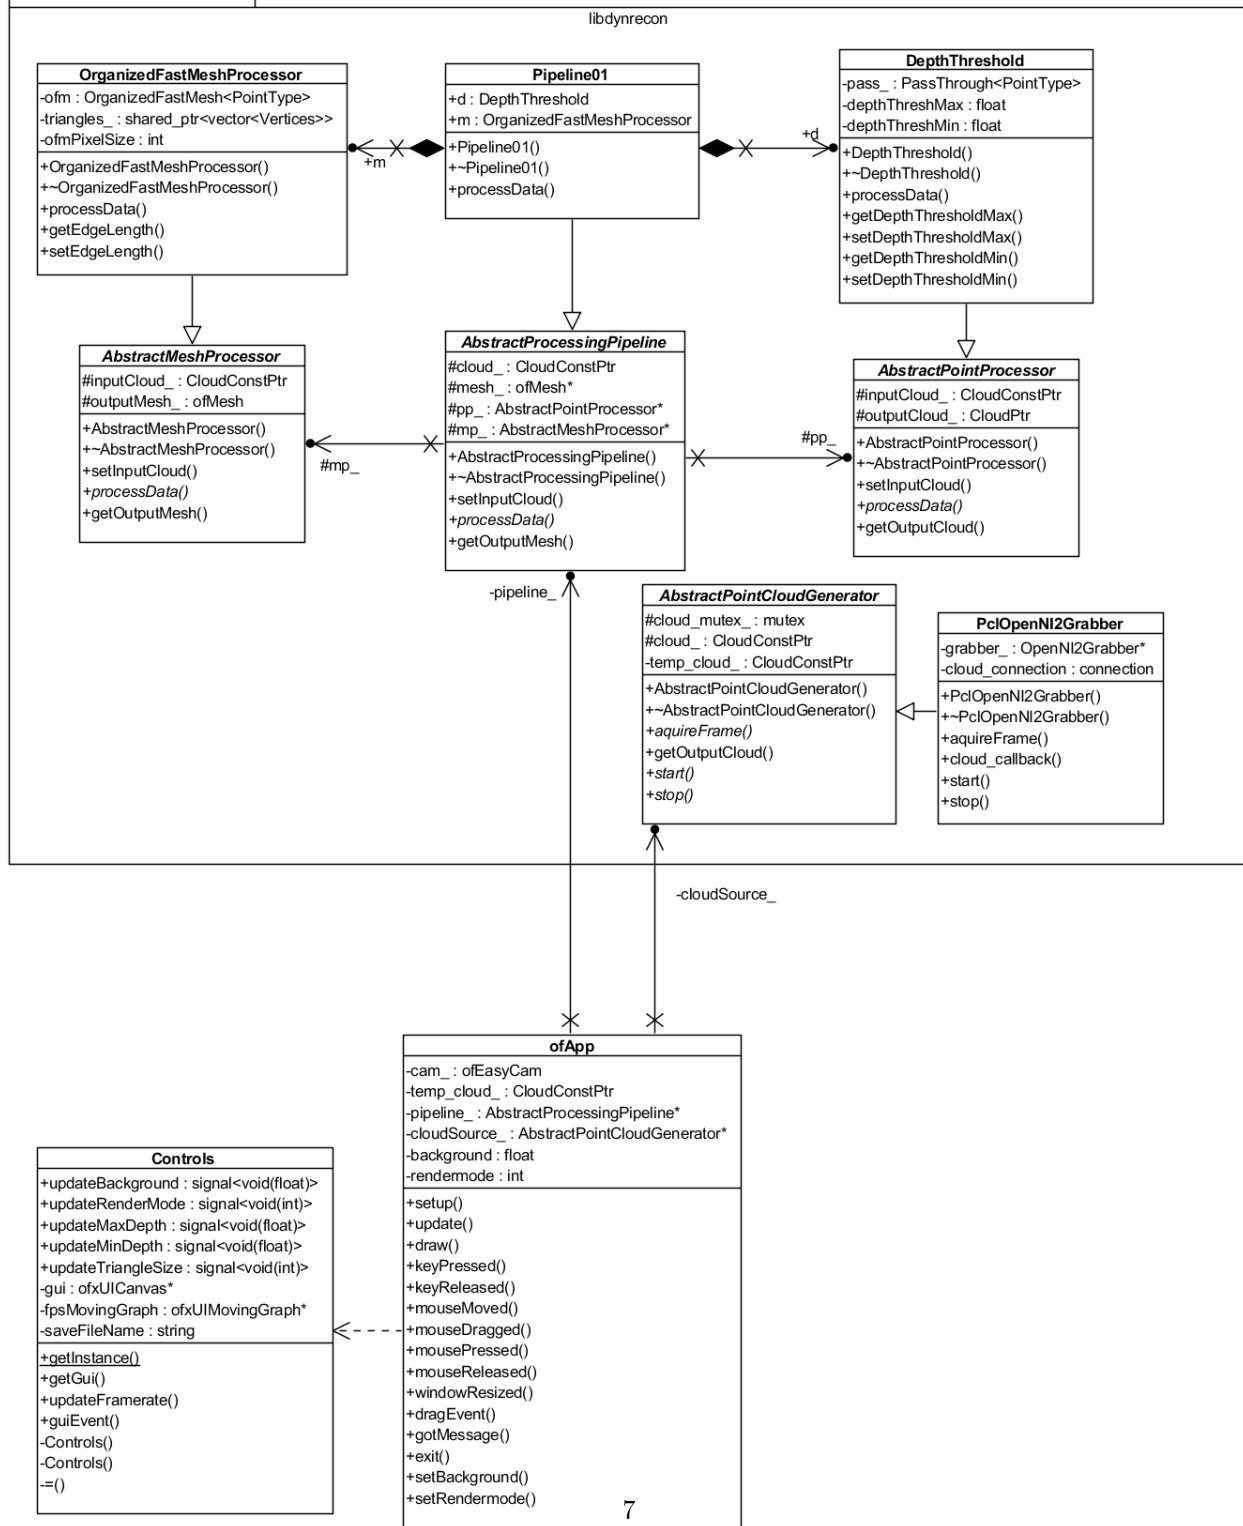 libdynrecon
OrganizedFastMeshProcessor
-ofm : OrganizedFastMesh<PointType>
-triangles_ : shared_ptr<vector<Vertices>>
-ofmPixelSize : int
+OrganizedFastMeshProcessor()
+~OrganizedFastMeshProcessor()
+processData()
+getEdgeLength()
+setEdgeLength()
+m
Pipeline01
+d : DepthThreshold
+m : OrganizedFastMeshProcessor
+Pipeline01()
+~Pipeline01()
+processData()
+d
DepthThreshold
-pass_ : PassThrough<PointType>
-depthThreshMax : float
-depthThreshMin : float
+DepthThreshold()
+~DepthThreshold()
+processData()
+getDepthThresholdMax()
+setDepthThresholdMax()
+getDepthThresholdMin()
+setDepthThresholdMin()
AbstractMeshProcessor
#inputCloud_ : CloudConstPtr
#outputMesh_ : ofMesh
+AbstractMeshProcessor()
+~AbstractMeshProcessor()
+setInputCloud()
+processData()
+getOutputMesh()
#mp_
AbstractProcessingPipeline
#cloud_ : CloudConstPtr
#mesh_ : ofMesh*
#pp_ : AbstractPointProcessor*
#mp_ : AbstractMeshProcessor*
+AbstractProcessingPipeline()
+~AbstractProcessingPipeline()
+setInputCloud()
+processData()
+getOutputMesh()
#pp_
AbstractPointProcessor
#inputCloud_ : CloudConstPtr
#outputCloud_ : CloudPtr
+AbstractPointProcessor()
+~AbstractPointProcessor()
+setInputCloud()
+processData()
+getOutputCloud()
-pipeline_
AbstractPointCloudGenerator
#cloud_mutex_ : mutex
#cloud_ : CloudConstPtr
-temp_cloud_ : CloudConstPtr
+AbstractPointCloudGenerator()
+~AbstractPointCloudGenerator()
+aquireFrame()
+getOutputCloud()
+start()
+stop()
PclOpenNI2Grabber
-grabber_ : OpenNI2Grabber*
-cloud_connection : connection
+PclOpenNI2Grabber()
+~PclOpenNI2Grabber()
+aquireFrame()
+cloud_callback()
+start()
+stop()
-cloudSource_
ofApp
-cam_ : ofEasyCam
-temp_cloud_ : CloudConstPtr
-pipeline_ : AbstractProcessingPipeline*
-cloudSource_ : AbstractPointCloudGenerator*
-background : float
-rendermode : int
+setup()
+update()
+draw()
+keyPressed()
+keyReleased()
+mouseMoved()
+mouseDragged()
+mousePressed()
+mouseReleased()
+windowResized()
+dragEvent()
+gotMessage()
+exit()
+setBackground()
+setRendermode()
Controls
+updateBackground : signal<void(float)>
+updateRenderMode : signal<void(int)>
+updateMaxDepth : signal<void(float)>
+updateMinDepth : signal<void(float)>
+updateTriangleSize : signal<void(int)>
-gui : ofxUICanvas*
-fpsMovingGraph : ofxUIMovingGraph*
-saveFileName : string
+getInstance()
+getGui()
+updateFramerate()
+guiEvent()
-Controls()
-Controls()
-=()
7